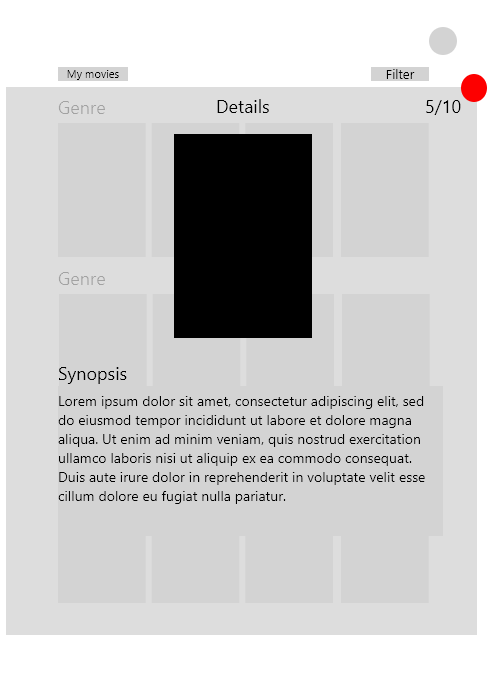 My movies
Filter
Genre
Details
5/10
Genre
Synopsis
Lorem ipsum dolor sit amet, consectetur adipiscing elit, sed
do eiusmod tempor incididunt ut labore et dolore magna
aliqua. Ut enim ad minim veniam, quis nostrud exercitation
ullamco laboris nisi ut aliquip ex ea commodo consequat.
Duis aute irure dolor in reprehenderit in voluptate velit esse
cillum dolore eu fugiat nulla pariatur.